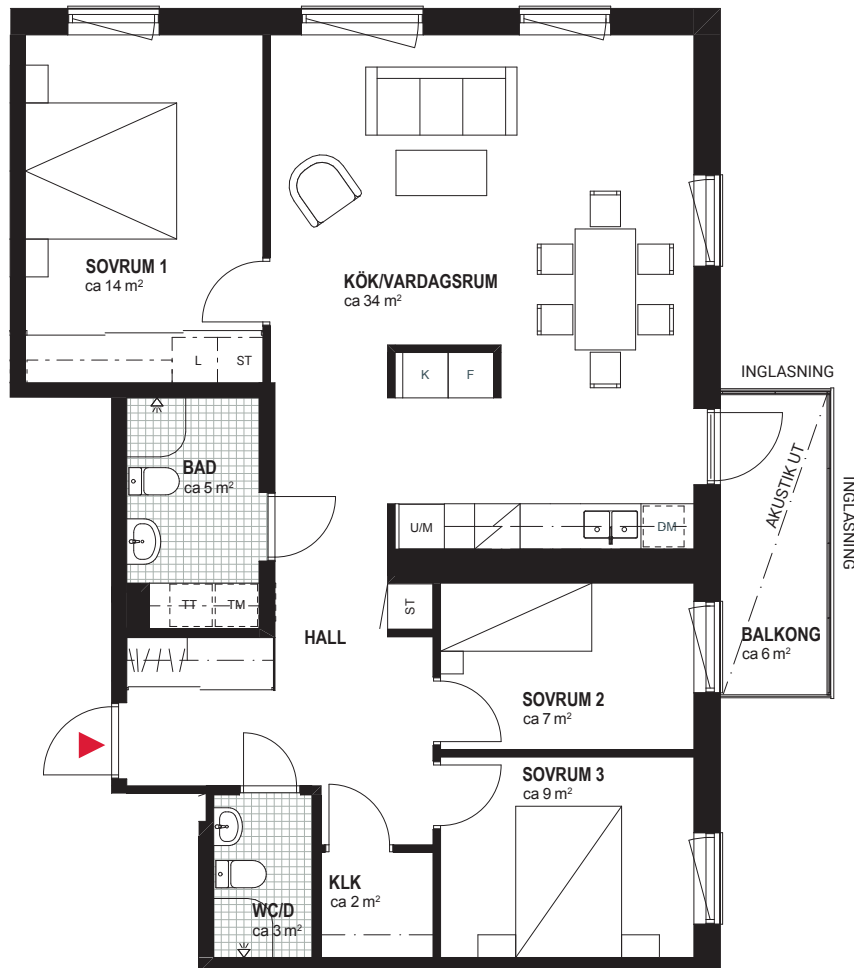 SOVRUM 1
ca 14 m²
L
ST
KÖK/VARDAGSRUM
ca 34 m²
K
F
INGLASNING
AKUSTIK UT
INGLASNING
BAD
ca 5 m²
U/M
DM
TT
TM
ST
HALL
BALKONG
ca 6 m²
SOVRUM 2
ca 7 m²
SOVRUM 3
ca 9 m²
KLK
ca 2 m²
WC/D
ca 3 m²